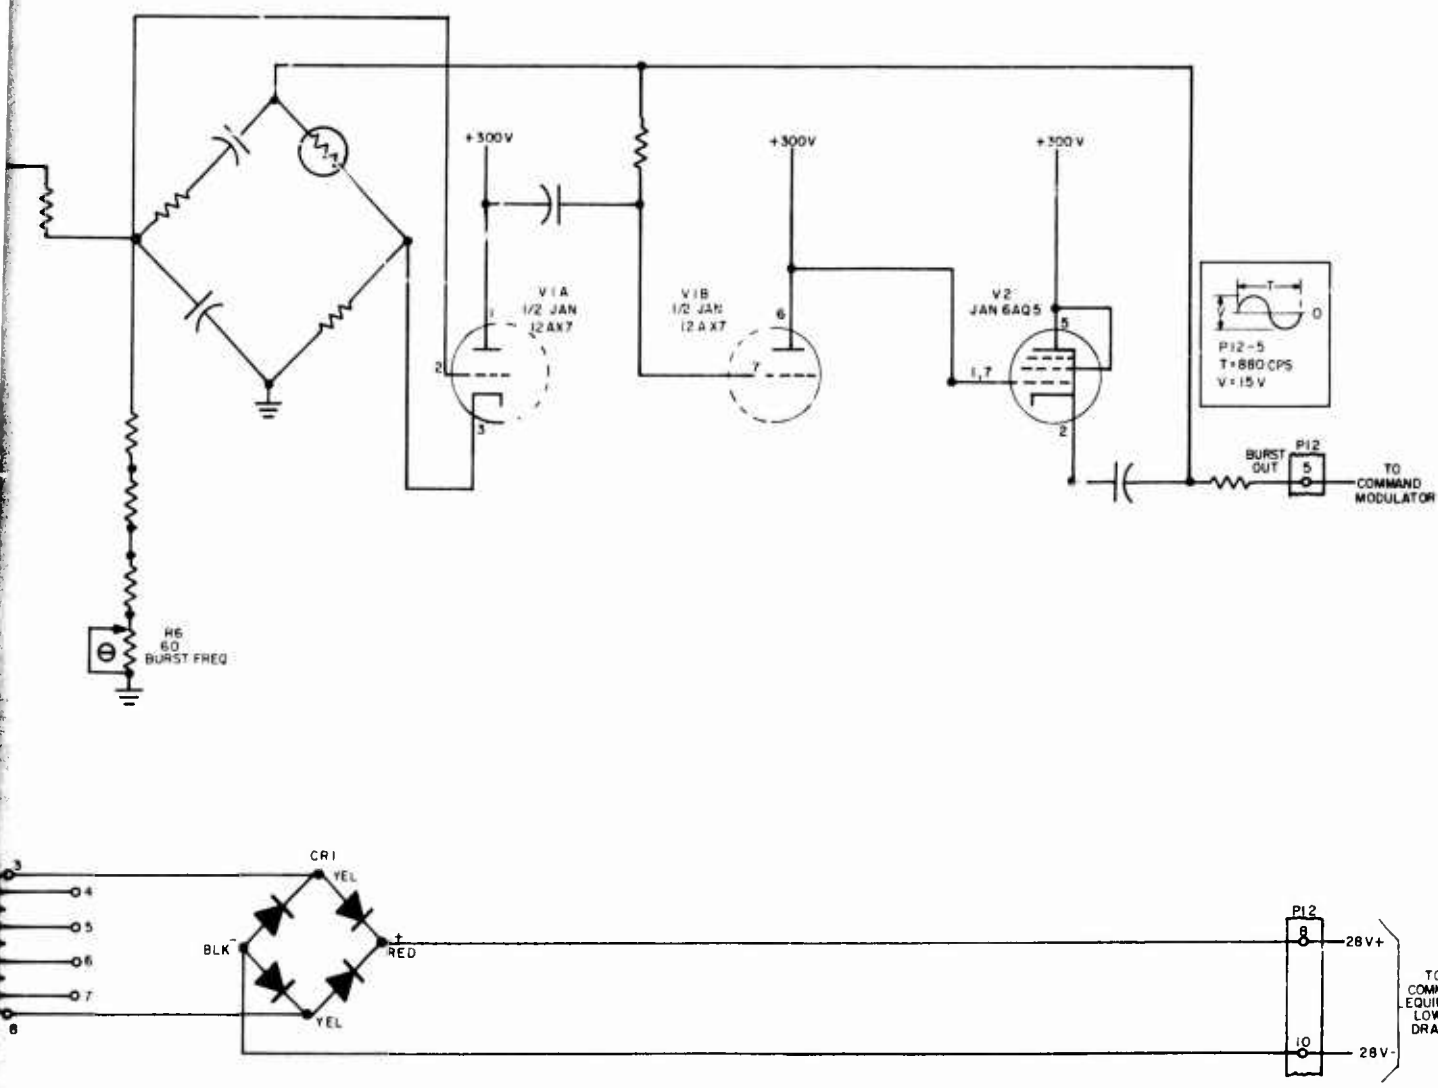 +300V
+300V
+300V
V1A
1/2 JAN
12AX7
1
2
3
V1B
1/2 JAN
12AX7
6
7
V2
JAN 6AQ5
5
1,7
2
T
V
0
P12-5
T=880 CPS
V=15V
BURST
OUT
P12
5
TO
COMMAND
MODULATOR
R6
60
BURST FREQ
3
4
5
6
7
8
CR1
YEL
BLK
-
+
RED
YEL
P12
8
28V+
10
28V-